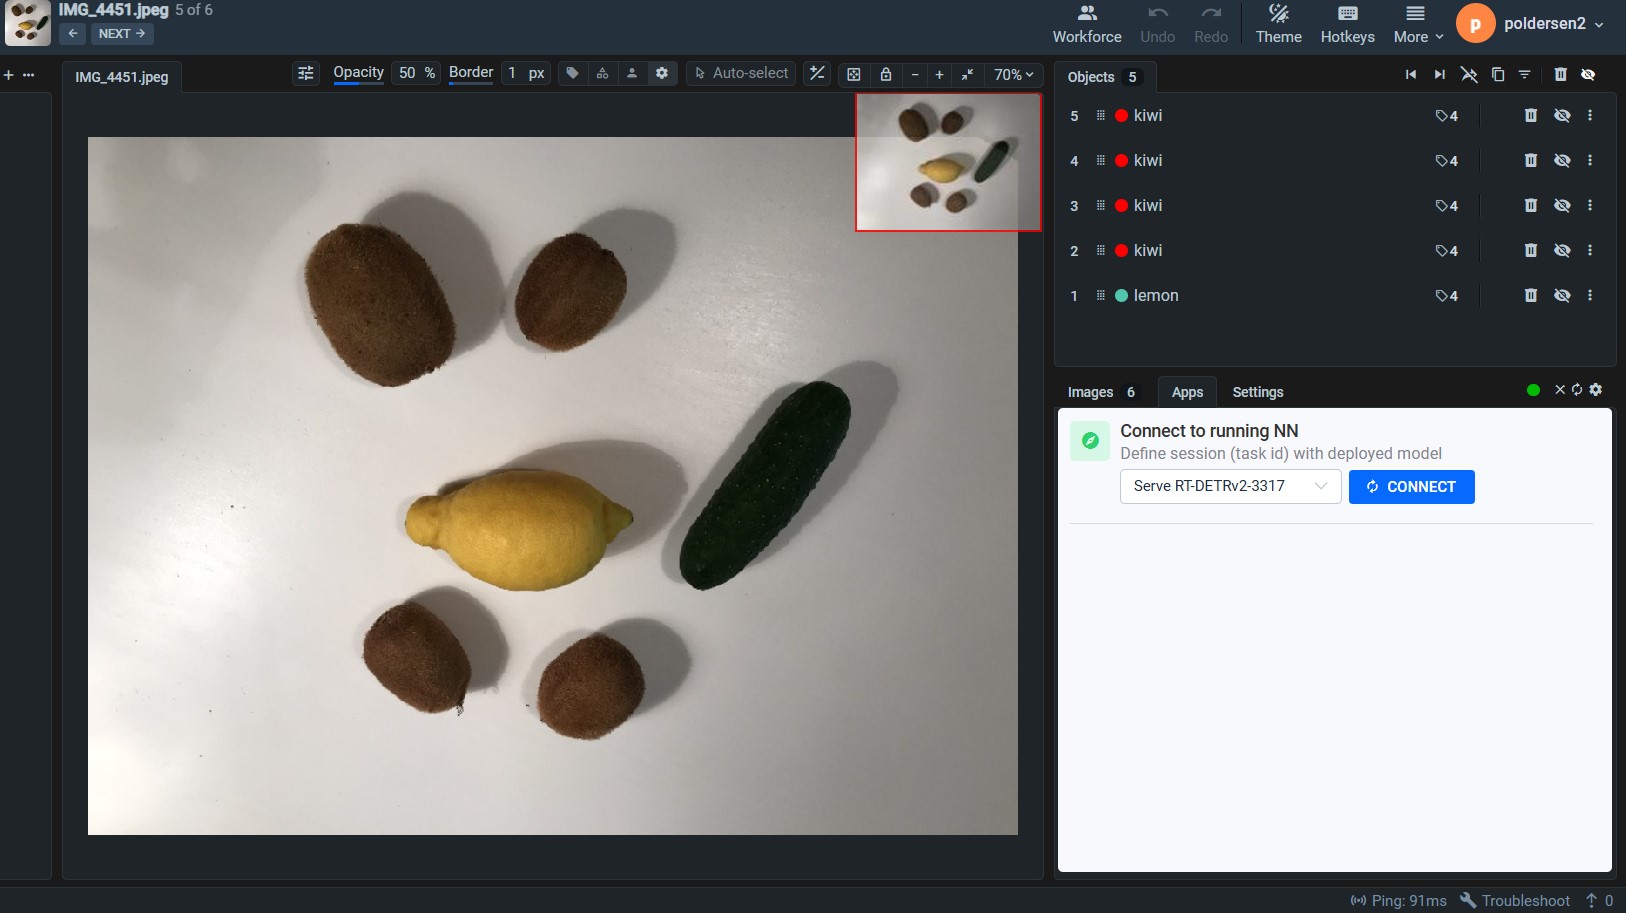 IMG_4451.jpeg 5 of 6
NEXT
Workforce Undo Redo Theme Hotkeys More p poldersen2
IMG_4451.jpeg
Opacity 50 % Border 1 px Auto-select 70%
Objects 5
5 kiwi 4
4 kiwi 4
3 kiwi 4
2 kiwi 4
1 lemon 4
Images 6 Apps Settings
Connect to running NN
Define session (task id) with deployed model
Serve RT-DETRv2-3317 CONNECT
Ping: 91ms Troubleshoot 0